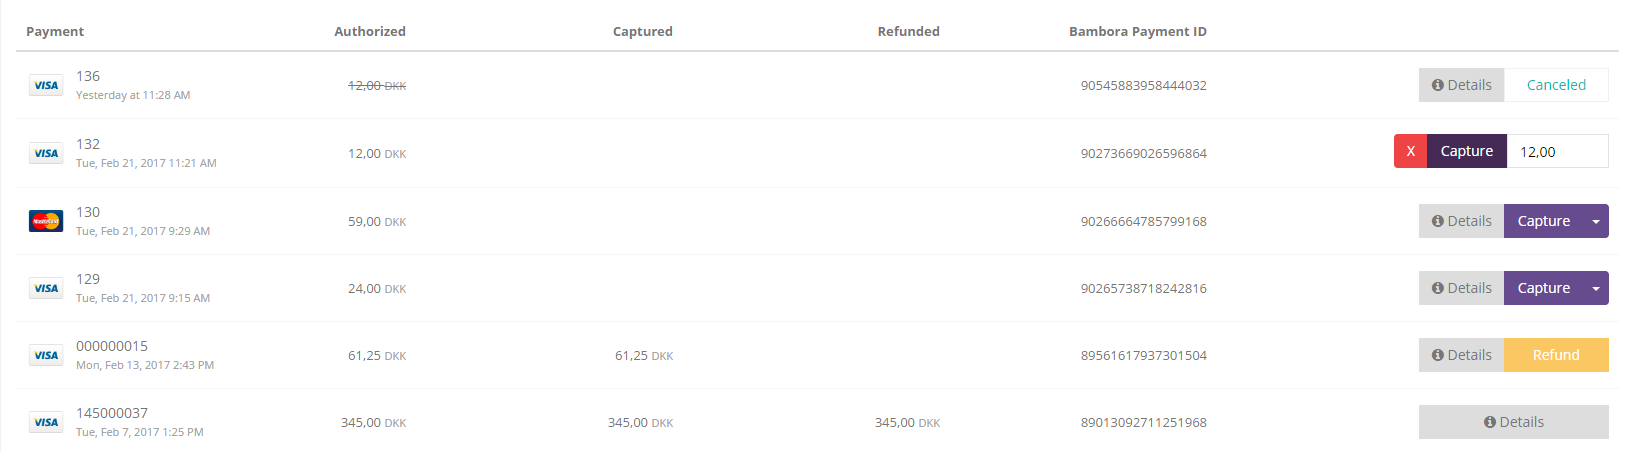 Payment Authorized Captured Refunded Bambora Payment ID
VISA 136 12,00 DKK 90545883958444032 Details Canceled
Yesterday at 11:28 AM
VISA 132 12,00 DKK 90273669026596864 X Capture 12,00
Tue, Feb 21, 2017 11:21 AM
MasterCard 130 59,00 DKK 90266664785799168 Details Capture
Tue, Feb 21, 2017 9:29 AM
VISA 129 24,00 DKK 90265738718242816 Details Capture
Tue, Feb 21, 2017 9:15 AM
VISA 000000015 61,25 DKK 61,25 DKK 89561617937301504 Details Refund
Mon, Feb 13, 2017 2:43 PM
VISA 145000037 345,00 DKK 345,00 DKK 345,00 DKK 89013092711251968 Details
Tue, Feb 7, 2017 1:25 PM